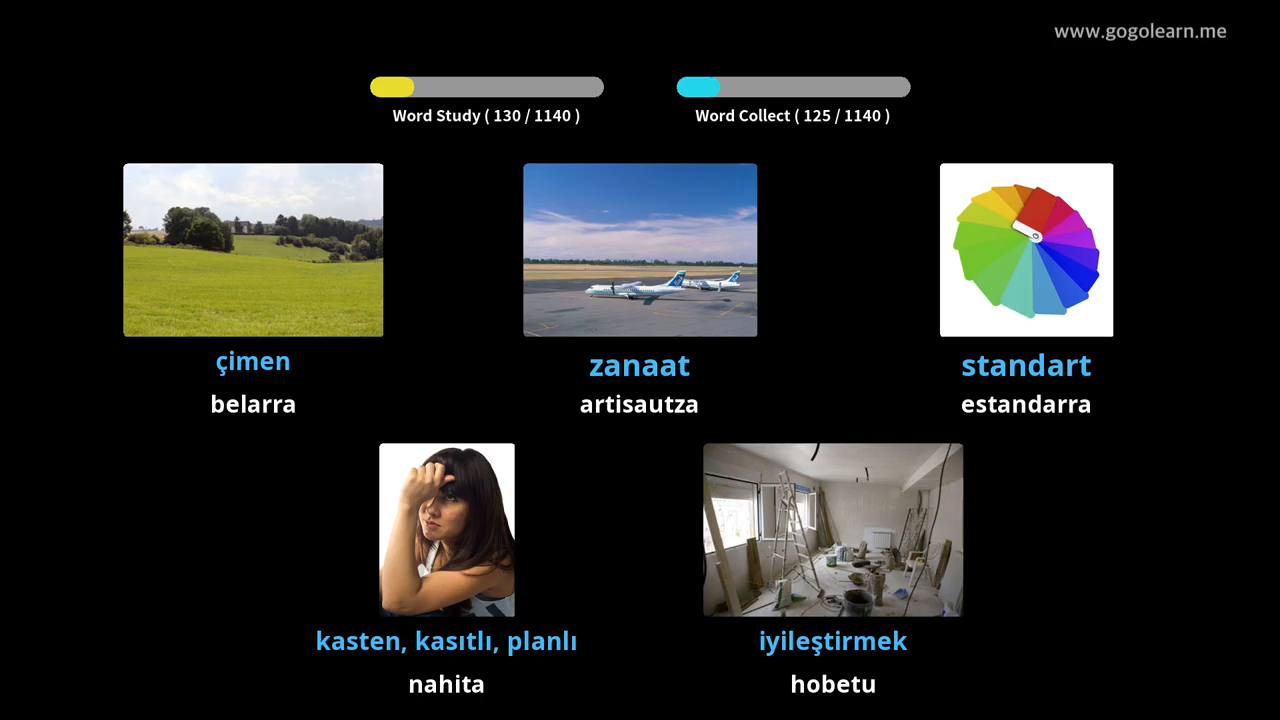 www.gogolearn.me
Word Study ( 130 / 1140 )
Word Collect ( 125 / 1140 )
çimen
belarra
zanaat
artisautza
standart
estandarra
kasten, kasıtlı, planlı
nahita
iyileştirmek
hobetu